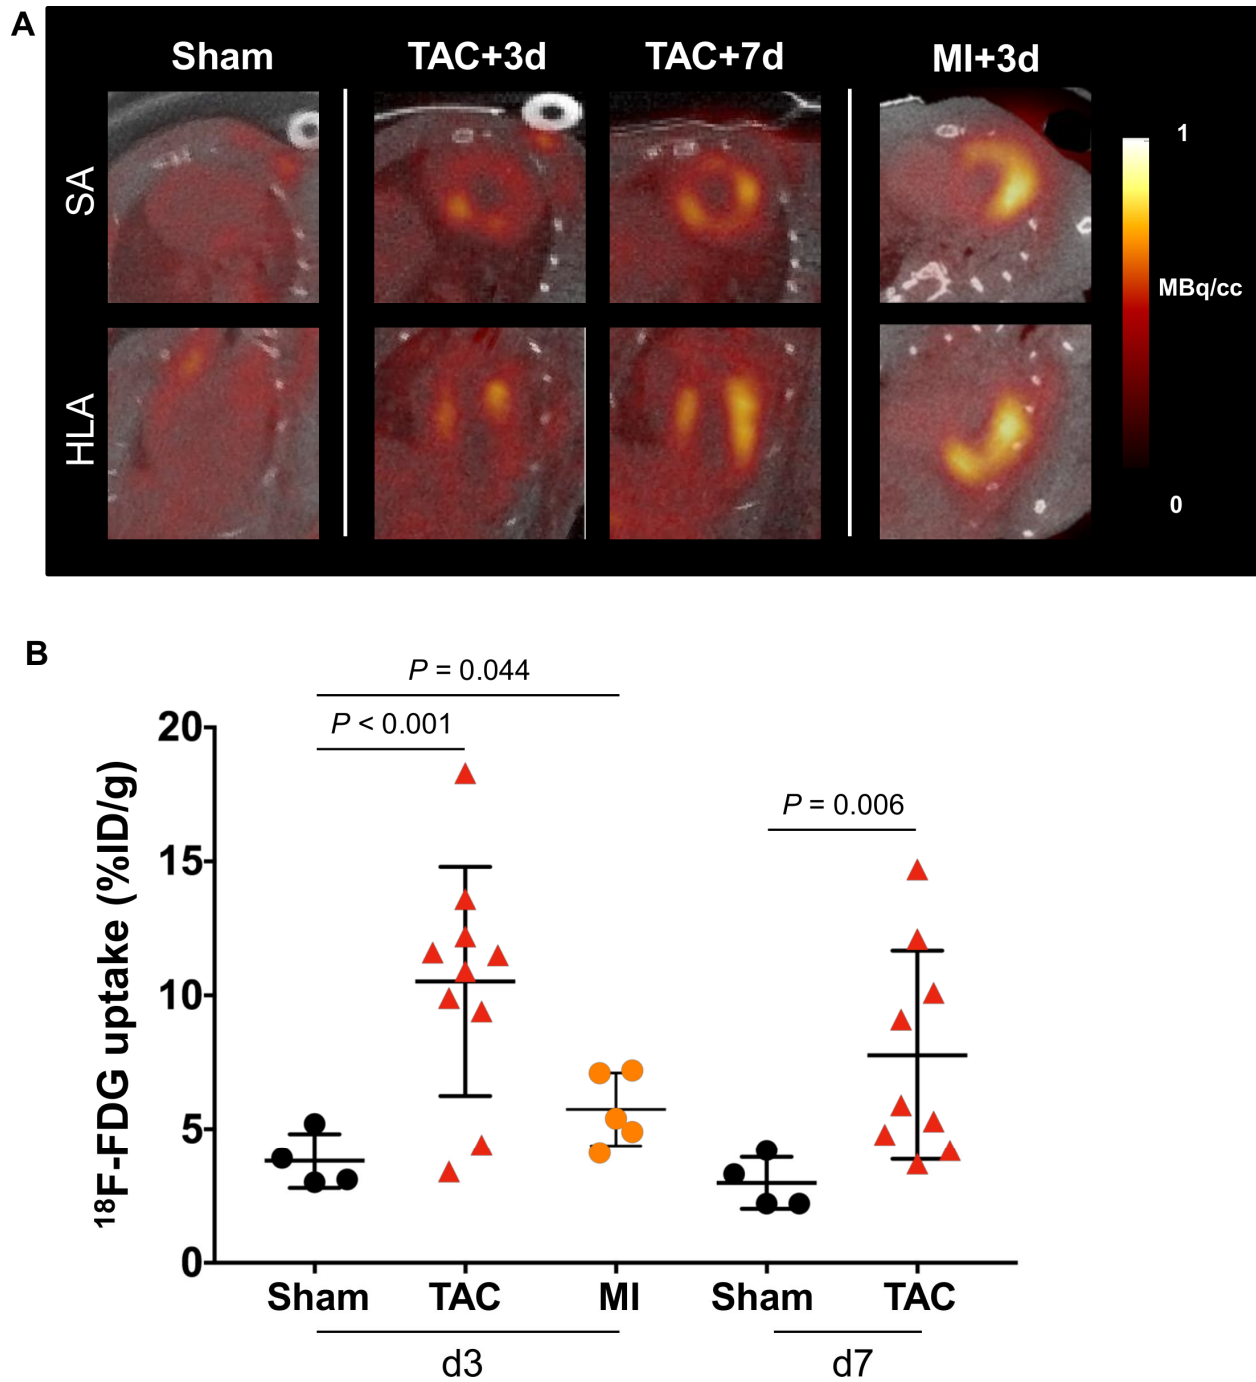 A
Sham TAC+3d TAC+7d MI+3d
SA
HLA
1
MBq/cc
0
B
P = 0.044
P < 0.001
P = 0.006
¹⁸F-FDG uptake (%ID/g)
20
15
10
5
0
Sham TAC MI Sham TAC
d3 d7